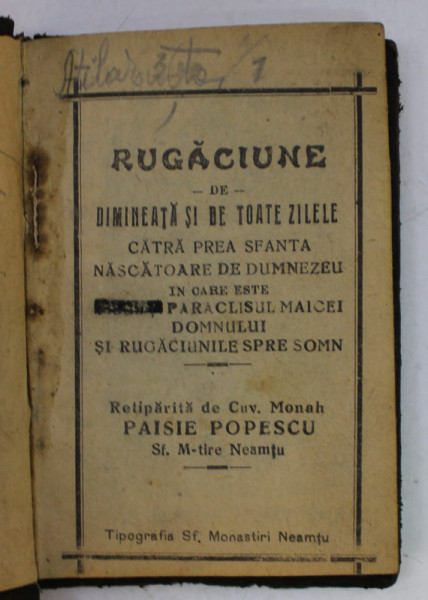 RUGĂCIUNE
— DE —
DIMINEAȚĂ ȘI DE TOATE ZILELE
CĂTRĂ PREA SFANTA
NĂSCĂTOARE DE DUMNEZEU
IN CARE ESTE
PARACLISUL MAICEI
DOMNULUI
ȘI RUGĂCIUNILE SPRE SOMN
Retipărită de Cuv. Monah
PAISIE POPESCU
Sf. M-tire Neamțu
Tipografia Sf. Monastiri Neamțu